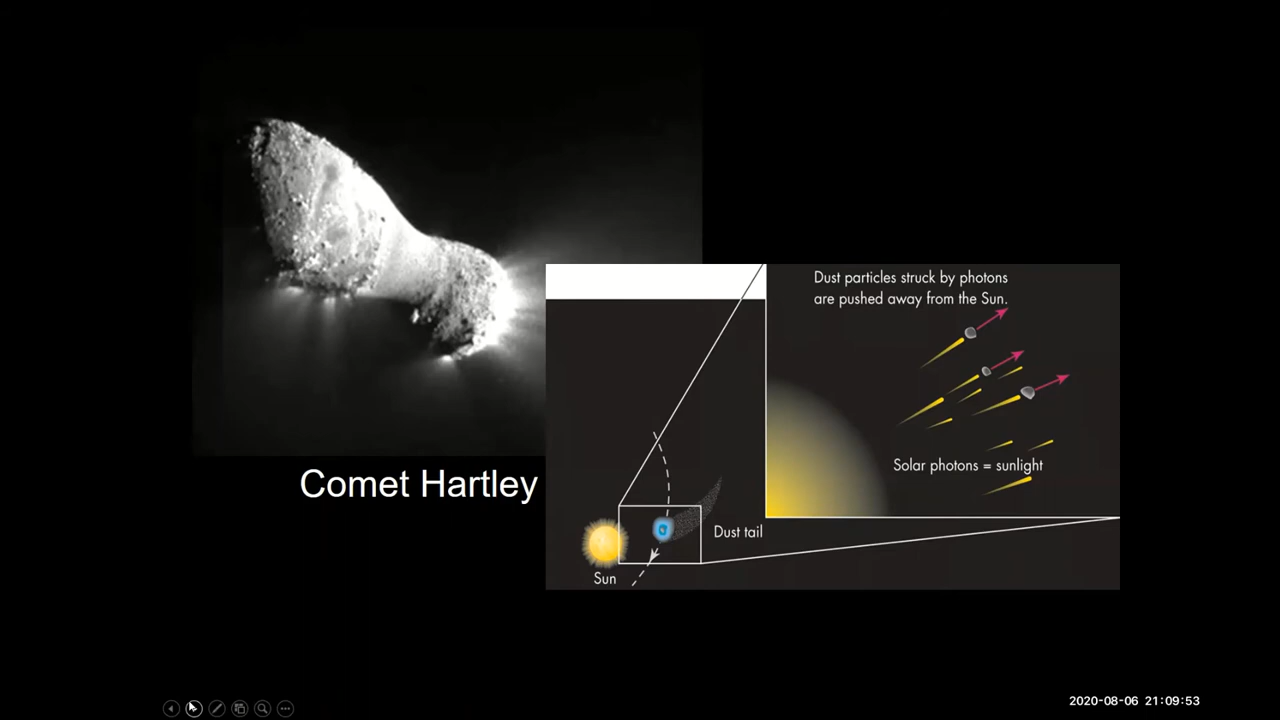 Dust particles struck by photons
are pushed away from the Sun.
Solar photons = sunlight
Comet Hartley
Dust tail
Sun
2020-08-06 21:09:53